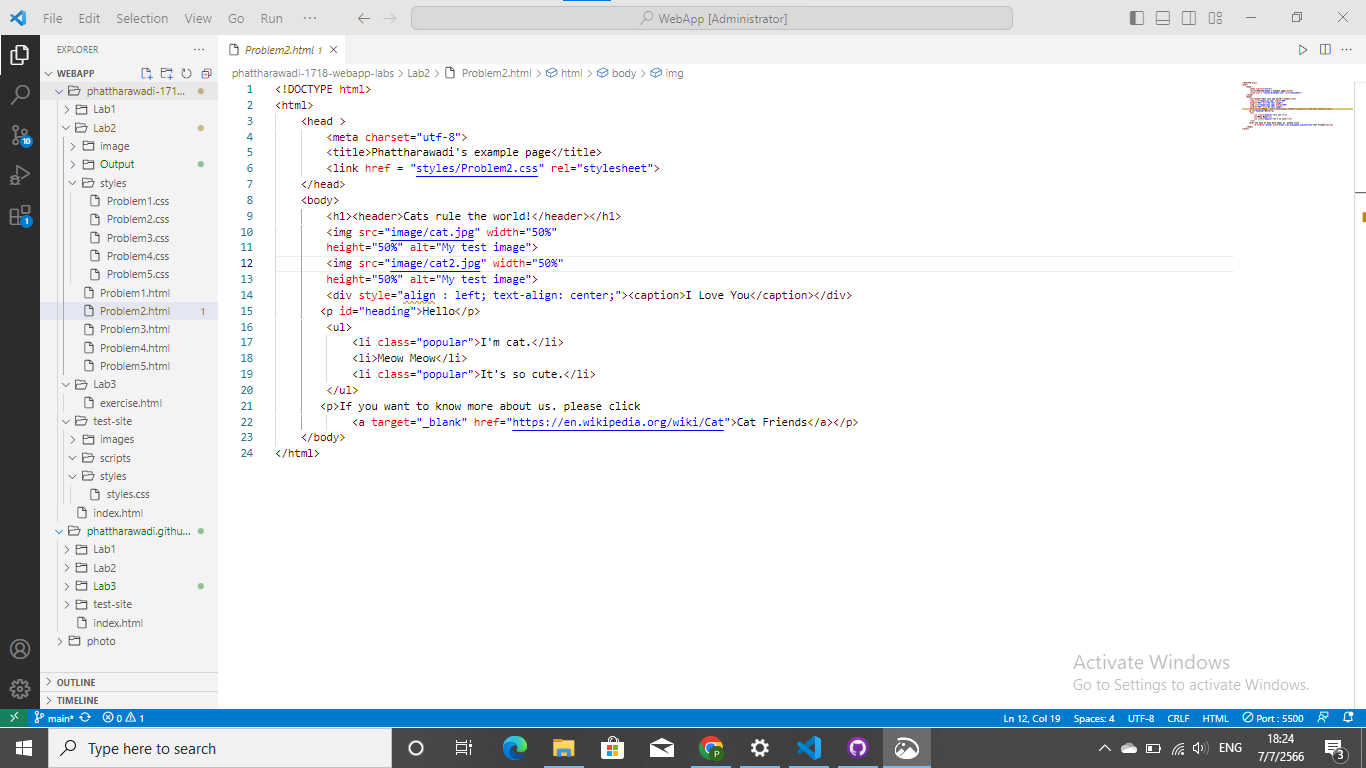 File Edit Selection View Go Run ··· WebApp [Administrator]
EXPLORER ···
WEBAPP
phattharawadi-171...
Lab1
Lab2
image
Output
styles
Problem1.css
Problem2.css
Problem3.css
Problem4.css
Problem5.css
Problem1.html
Problem2.html 1
Problem3.html
Problem4.html
Problem5.html
Lab3
exercise.html
test-site
images
scripts
styles
styles.css
index.html
phattharawadi.githu...
Lab1
Lab2
Lab3
test-site
index.html
photo
OUTLINE
TIMELINE
10
1
Problem2.html 1
phattharawadi-1718-webapp-labs > Lab2 > Problem2.html > html > body > img
1 <!DOCTYPE html>
2 <html>
3 <head >
4 <meta charset="utf-8">
5 <title>Phattharawadi's example page</title>
6 <link href = "styles/Problem2.css" rel="stylesheet">
7 </head>
8 <body>
9 <h1><header>Cats rule the world!</header></h1>
10 <img src="image/cat.jpg" width="50%"
11 height="50%" alt="My test image">
12 <img src="image/cat2.jpg" width="50%"
13 height="50%" alt="My test image">
14 <div style="align : left; text-align: center;"><caption>I Love You</caption></div>
15 <p id="heading">Hello</p>
16 <ul>
17 <li class="popular">I'm cat.</li>
18 <li>Meow Meow</li>
19 <li class="popular">It's so cute.</li>
20 </ul>
21 <p>If you want to know more about us. please click
22 <a target="_blank" href="https://en.wikipedia.org/wiki/Cat">Cat Friends</a></p>
23 </body>
24 </html>
Activate Windows
Go to Settings to activate Windows.
main* 0 1 Ln 12, Col 19 Spaces: 4 UTF-8 CRLF HTML Port : 5500
Type here to search
P
ENG
18:24
7/7/2566
3